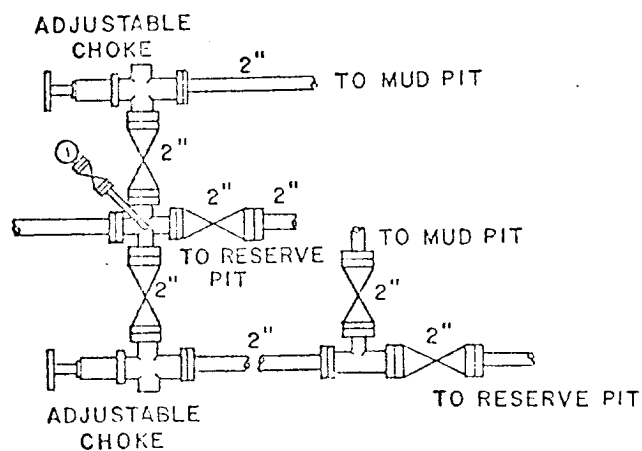 ADJUSTABLE
CHOKE
2"
TO MUD PIT
2"
1
2"
2"
TO RESERVE
PIT
TO MUD PIT
2"
2"
2"
2"
TO RESERVE PIT
ADJUSTABLE
CHOKE